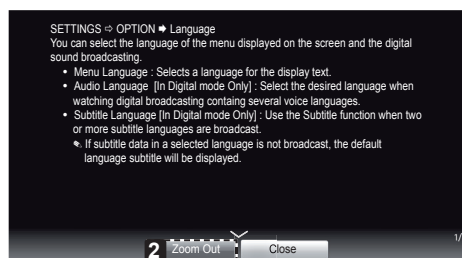 SETTINGS ⇨ OPTION ➡ Language
You can select the language of the menu displayed on the screen and the digital
sound broadcasting.
• Menu Language : Selects a language for the display text.
• Audio Language [In Digital mode Only] : Select the desired language when
watching digital broadcasting containg several voice languages.
• Subtitle Language [In Digital mode Only] : Use the Subtitle function when two
or more subtitle languages are broadcast.
If subtitle data in a selected language is not broadcast, the default
language subtitle will be displayed.
1/
2 Zoom Out Close